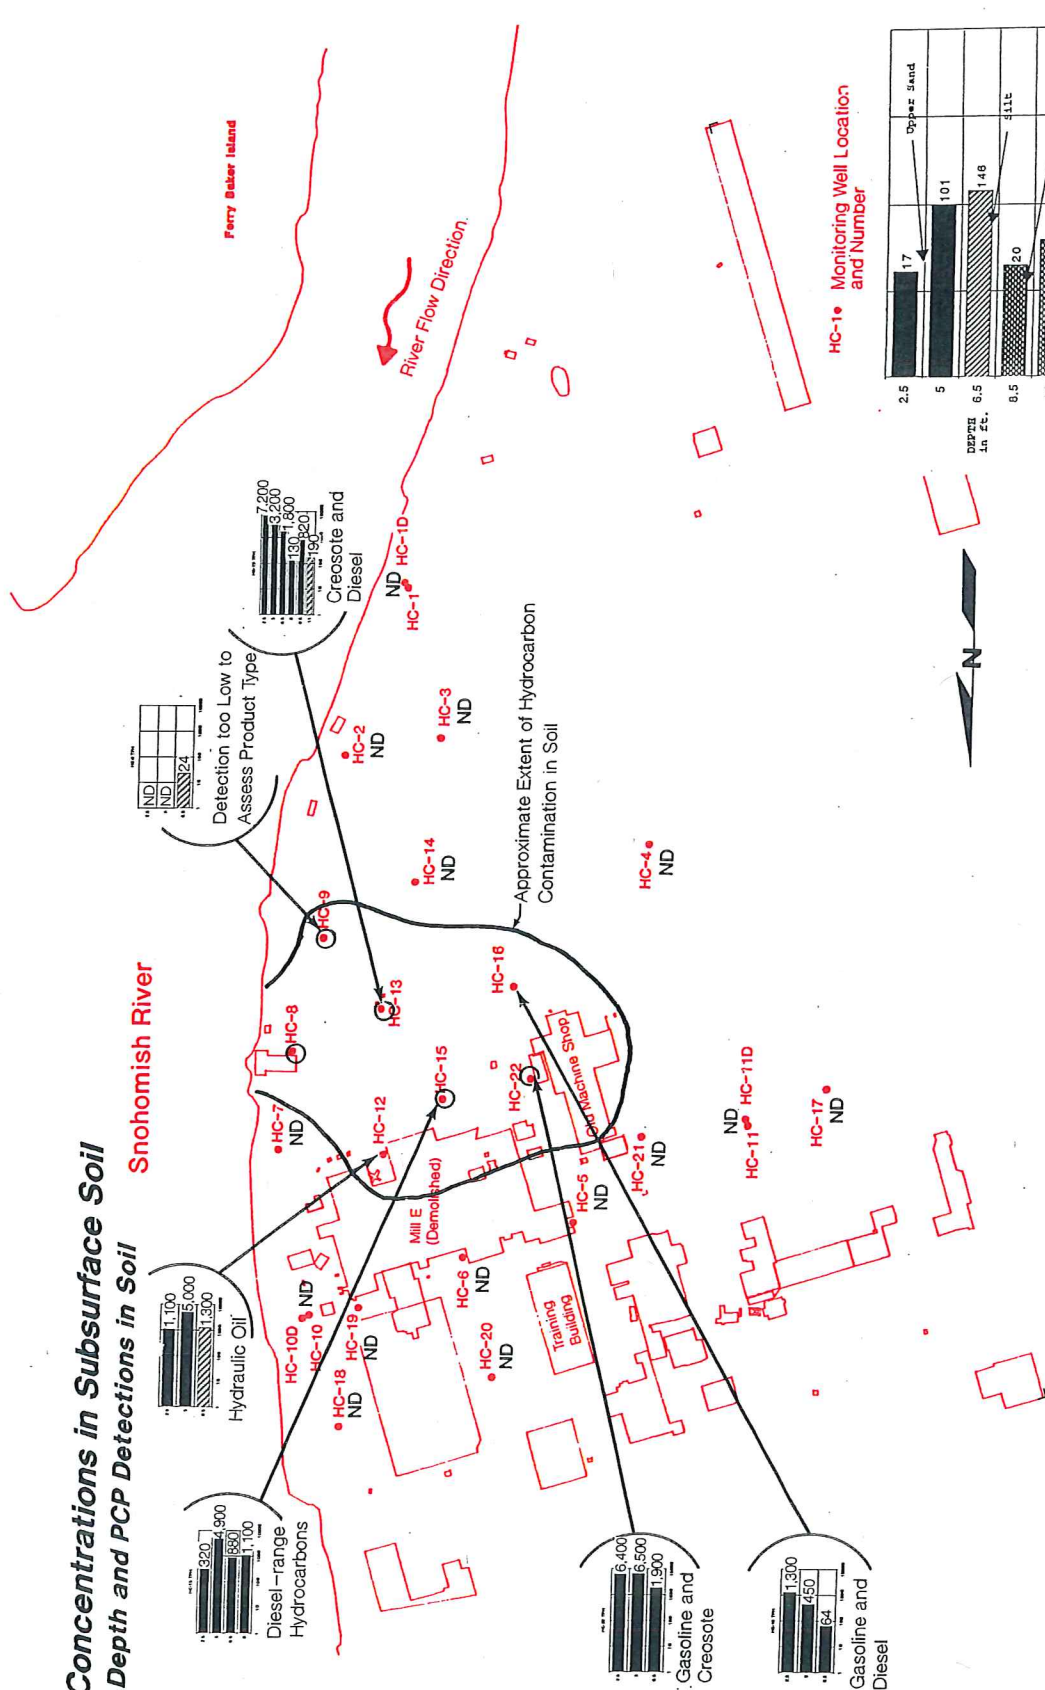 Concentrations in Subsurface Soil
Depth and PCP Detections in Soil
Snohomish River
Ferry Baker Island
River Flow Direction
320
4,900
880
1,100
Diesel-range
Hydrocarbons
1,100
5,000
1,300
Hydraulic Oil
ND
ND
24
Detection too Low to
Assess Product Type
7,200
3,200
1,800
130
820
190
Creosote and
Diesel
HC-7
ND
HC-8
HC-9
HC-2
ND
HC-1
ND
HC-1D
HC-3
ND
HC-14
ND
HC-13
HC-15
HC-12
HC-10D
HC-10
ND
HC-18
ND
HC-19
ND
HC-6
ND
HC-20
ND
Mill E
(Demolished)
HC-16
HC-22
Old Machine Shop
Training
Building
HC-5
ND
HC-21
ND
HC-4
ND
HC-11
ND
HC-11D
HC-17
ND
Approximate Extent of Hydrocarbon
Contamination in Soil
6,400
6,500
1,900
Gasoline and
Creosote
1,300
450
64
Gasoline and
Diesel
N
HC-1 Monitoring Well Location
and Number
2.5
17
Upper Sand
5
101
DEPTH
in ft.
6.5
146
Silt
8.5
20